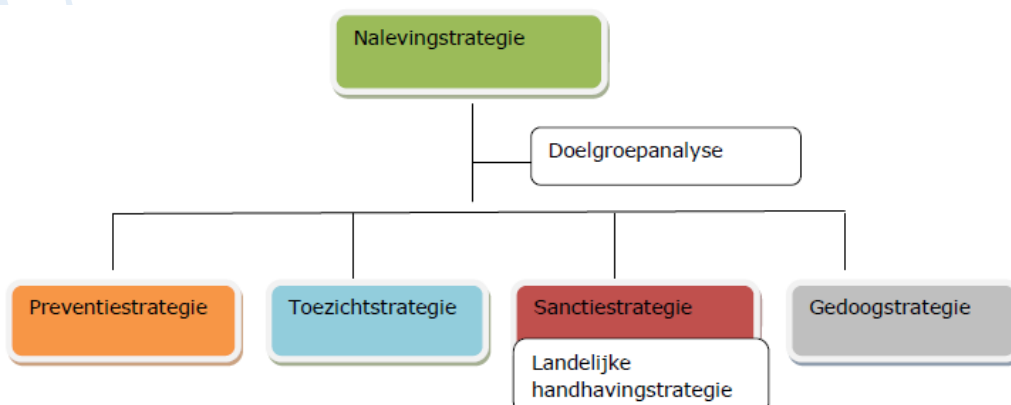 Nalevingstrategie
Doelgroepanalyse
Preventiestrategie
Toezichtstrategie
Sanctiestrategie
Gedoogstrategie
Landelijke
handhavingstrategie